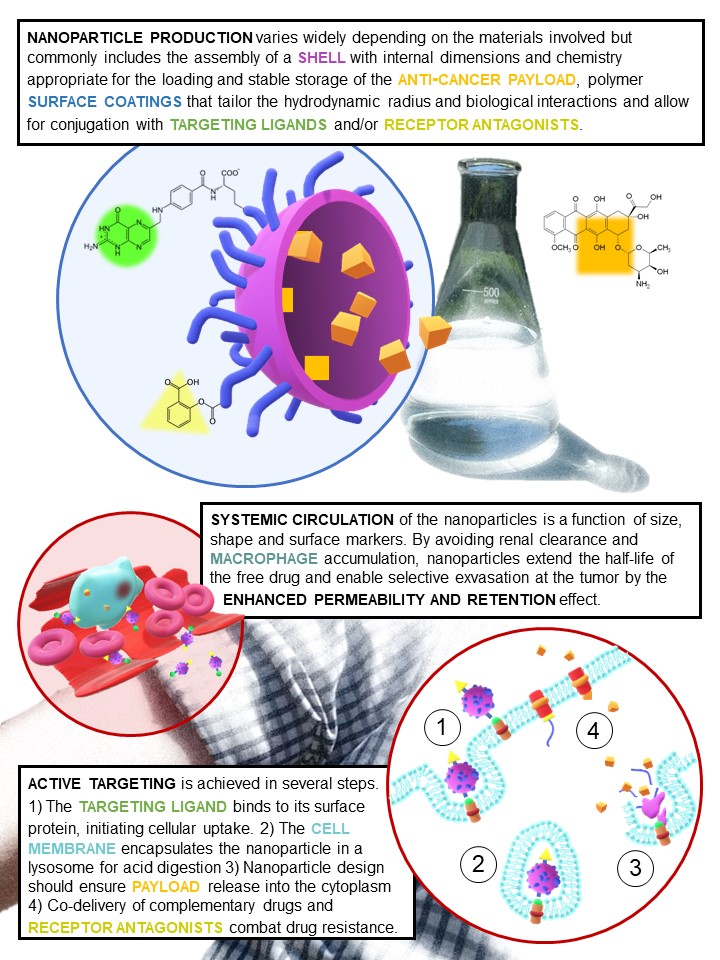 NANOPARTICLE PRODUCTION varies widely depending on the materials involved but
commonly includes the assembly of a SHELL with internal dimensions and chemistry
appropriate for the loading and stable storage of the ANTI-CANCER PAYLOAD, polymer
SURFACE COATINGS that tailor the hydrodynamic radius and biological interactions and allow
for conjugation with TARGETING LIGANDS and/or RECEPTOR ANTAGONISTS.
COO⁻
O
N
H
HN
O
HN
N
H₂N
N
H
N
+
500
O
OH
O
OH
OH
O
OCH₃
O
OH
O
O
CH₃
OH
NH₂
O
OH
O
O
SYSTEMIC CIRCULATION of the nanoparticles is a function of size,
shape and surface markers. By avoiding renal clearance and
MACROPHAGE accumulation, nanoparticles extend the half-life of
the free drug and enable selective exvasation at the tumor by the
ENHANCED PERMEABILITY AND RETENTION effect.
1
4
2
3
ACTIVE TARGETING is achieved in several steps.
1) The TARGETING LIGAND binds to its surface
protein, initiating cellular uptake. 2) The CELL
MEMBRANE encapsulates the nanoparticle in a
lysosome for acid digestion 3) Nanoparticle design
should ensure PAYLOAD release into the cytoplasm
4) Co-delivery of complementary drugs and
RECEPTOR ANTAGONISTS combat drug resistance.